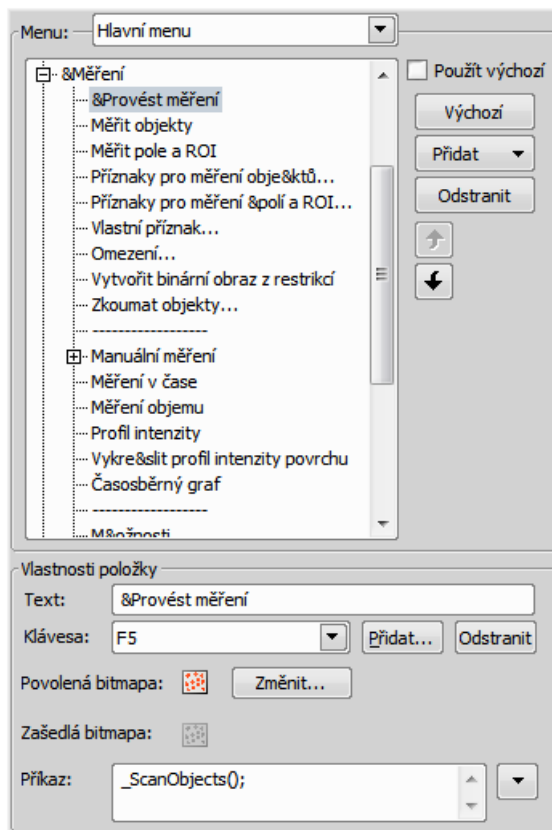 Menu: Hlavní menu
&Měření
&Provést měření
Měřit objekty
Měřit pole a ROI
Příznaky pro měření obje&któ...
Příznaky pro měření &polí a ROI...
Vlastní příznak...
Omezení...
Vytvořit binární obraz z restrikcí
Zkoumat objekty...
------------------
Manuální měření
Měření v čase
Měření objemu
Profil intenzity
Vykre&slit profil intenzity povrchu
Časosběrný graf
------------------
M&ožnosti
Použít výchozí
Výchozí
Přidat
Odstranit
Vlastnosti položky
Text: &Provést měření
Klávesa: F5 Přidat... Odstranit
Povolená bitmapa: Změnit...
Zašedlá bitmapa:
Příkaz: _ScanObjects();